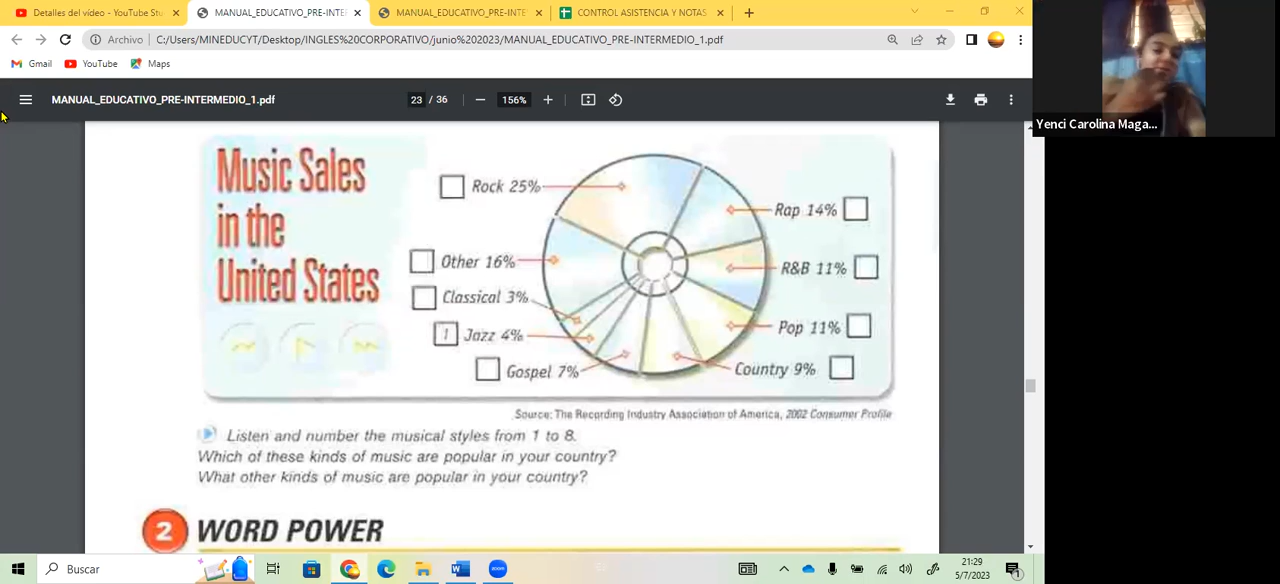 Detalles del vídeo - YouTube Stu
MANUAL_EDUCATIVO_PRE-INTERME
MANUAL_EDUCATIVO_PRE-INTERME
CONTROL ASISTENCIA Y NOTAS
Archivo
C:/Users/MINEDUCYT/Desktop/INGLES%20CORPORATIVO/junio%202023/MANUAL_EDUCATIVO_PRE-INTERMEDIO_1.pdf
Gmail
YouTube
Maps
MANUAL_EDUCATIVO_PRE-INTERMEDIO_1.pdf
23 / 36
156%
Yenci Carolina Maga...
Music Sales
in the
United States
Rock 25%
Other 16%
Classical 3%
1 Jazz 4%
Gospel 7%
Rap 14%
R&B 11%
Pop 11%
Country 9%
Source: The Recording Industry Association of America, 2002 Consumer Profile
Listen and number the musical styles from 1 to 8.
Which of these kinds of music are popular in your country?
What other kinds of music are popular in your country?
2 WORD POWER
Buscar
zoom
21:29
5/7/2023
1